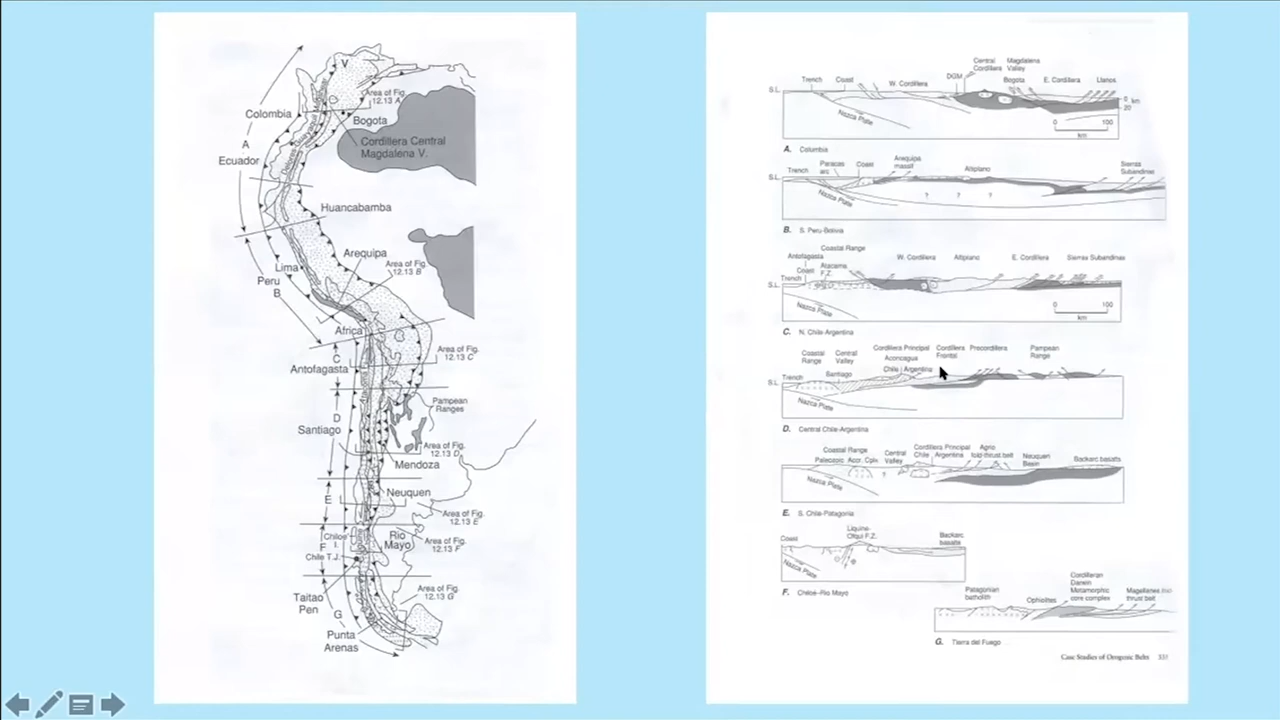 V
Area of Fig.
12.13 A
Colombia
Bogota
A
Ecuador
Cordillera Central
Magdalena V.
Huancabamba
Arequipa
Area of Fig.
12.13 B
Lima
Peru
B
Africa
C
Antofagasta
Area of Fig.
12.13 C
Pampean
Ranges
D
Santiago
Area of Fig.
12.13 D
Mendoza
E
Neuquen
Area of Fig.
12.13 E
Chiloe
I.
Rio
Mayo
Area of Fig.
12.13 F
F
Chile T.J.
Taitao
Pen
Area of Fig.
12.13 G
G
Punta
Arenas
Trench
Coast
W. Cordillera
DGM
Central
Cordillera
Magdalena
Valley
Bogota
E. Cordillera
Llanos
S.L.
Nazca Plate
0 km
20
0 100
km
A. Columbia
Trench
Paracas
arc
Coast
Arequipa
massif
Altiplano
Sierras
Subandinas
S.L.
Nazca Plate
? ? ?
B. S. Peru-Bolivia
Coastal Range
Antofagasta
Coast
Atacama
F.Z.
Trench
W. Cordillera
Altiplano
E. Cordillera
Sierras Subandinas
S.L.
Nazca Plate
0 100
km
C. N. Chile-Argentina
Coastal
Range
Central
Valley
Cordillera Principal
Aconcagua
Chile | Argentina
Cordillera
Frontal
Precordillera
Pampean
Range
Trench
Santiago
S.L.
Nazca Plate
D. Central Chile-Argentina
Coastal Range
Paleozoic Accr. Cplx
Central
Valley
Cordillera Principal
Chile | Argentina
Agrio
fold-thrust belt
Neuquen
Basin
Backarc basalts
S.L.
Nazca Plate
?
E. S. Chile-Patagonia
Coast
Liquine-
Ofqui F.Z.
Backarc
basalts
Nazca Plate
F. Chiloé-Rio Mayo
Patagonian
batholith
Ophiolites
Cordilleran
Darwin
Metamorphic
core complex
Magellanes
thrust belt
G. Tierra del Fuego
Case Studies of Orogenic Belts 331